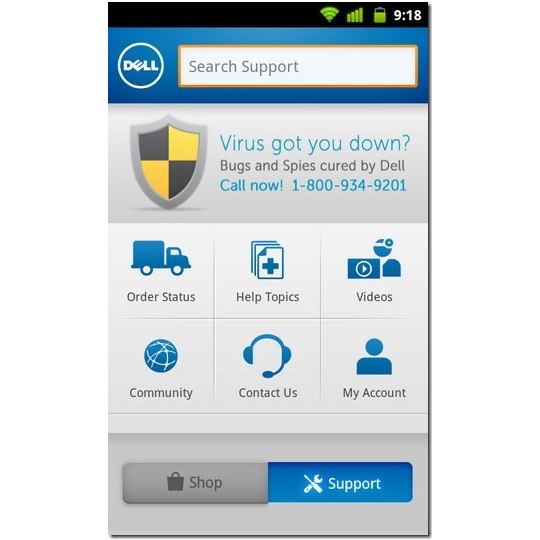 9:18
DELL
Search Support
Virus got you down?
Bugs and Spies cured by Dell
Call now! 1-800-934-9201
Order Status
Help Topics
Videos
Community
Contact Us
My Account
Shop
Support